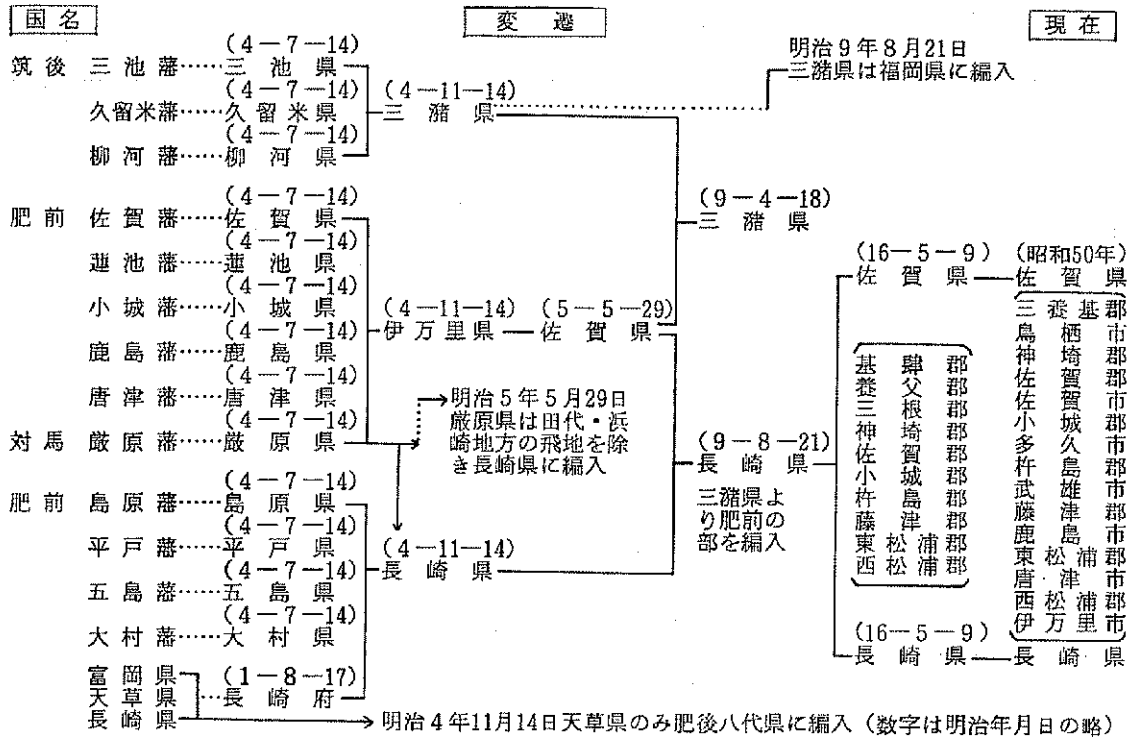 国名　変遷　現在
(4-7-14)
筑後 三池藩……三池県
(4-7-14) (4-11-14)
久留米藩……久留米県 三潴県
(4-7-14)
柳河藩……柳河県
明治9年8月21日
三潴県は福岡県に編入
(4-7-14) (9-4-18)
肥前 佐賀藩……佐賀県 三潴県
(4-7-14)
蓮池藩……蓮池県
(4-7-14) (4-11-14) (5-5-29)
小城藩……小城県 伊万里県 佐賀県
(4-7-14)
鹿島藩……鹿島県
(4-7-14)
唐津藩……唐津県
(4-7-14)
対馬 厳原藩……厳原県
明治5年5月29日
厳原県は田代・浜
崎地方の飛地を除
き長崎県に編入
(4-7-14)
肥前 島原藩……島原県
(4-7-14) (4-11-14)
平戸藩……平戸県 長崎県
(4-7-14)
五島藩……五島県
(4-7-14)
大村藩……大村県
富岡県 (1-8-17)
天草県…長崎府
長崎県
明治4年11月14日天草県のみ肥後八代県に編入(数字は明治年月日の略)
(9-8-21)
長崎県
三潴県よ
り肥前の
部を編入
(16-5-9) (昭和50年)
佐賀県 佐賀県
基肆郡
養父郡
三根郡
神埼郡
佐賀郡
小城郡
杵島郡
藤津郡
東松浦郡
西松浦郡
三養基郡
鳥栖市
神埼郡
佐賀郡
佐賀市
小城郡
多久市
杵島郡
武雄市
藤津郡
鹿島市
東松浦郡
唐津市
西松浦郡
伊万里市
(16-5-9)
長崎県 長崎県